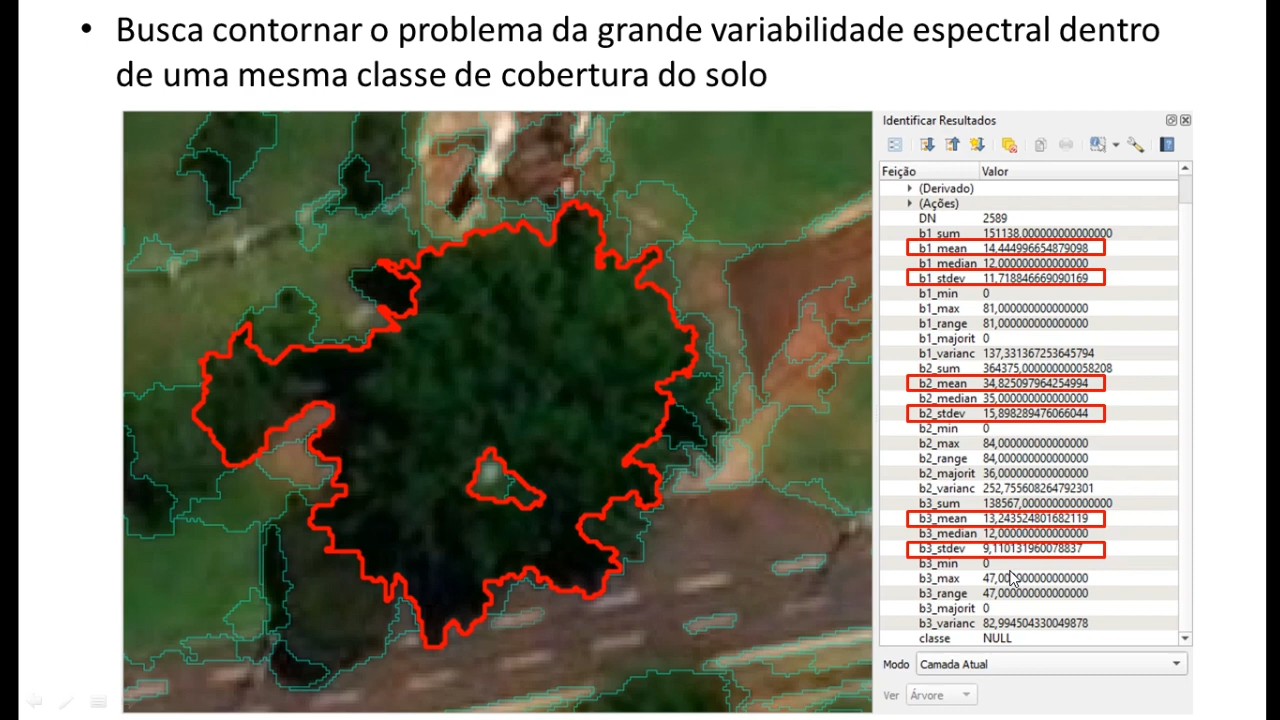 • Busca contornar o problema da grande variabilidade espectral dentro
de uma mesma classe de cobertura do solo
Identificar Resultados
Feição Valor
(Derivado)
(Ações)
DN 2589
b1_sum 151138,000000000000000
b1_mean 14,444996654879098
b1_median 12,000000000000000
b1_stdev 11,718846669090169
b1_min 0
b1_max 81,000000000000000
b1_range 81,000000000000000
b1_majorit 0
b1_varianc 137,331367253645794
b2_sum 364375,000000000058208
b2_mean 34,825097964254994
b2_median 35,000000000000000
b2_stdev 15,898289476066044
b2_min 0
b2_max 84,000000000000000
b2_range 84,000000000000000
b2_majorit 36,000000000000000
b2_varianc 252,755608264792301
b3_sum 138567,000000000000000
b3_mean 13,243524801682119
b3_median 12,000000000000000
b3_stdev 9,110131960078837
b3_min 0
b3_max 47,000000000000000
b3_range 47,000000000000000
b3_majorit 0
b3_varianc 82,994504330049878
classe NULL
Modo Camada Atual
Ver Árvore